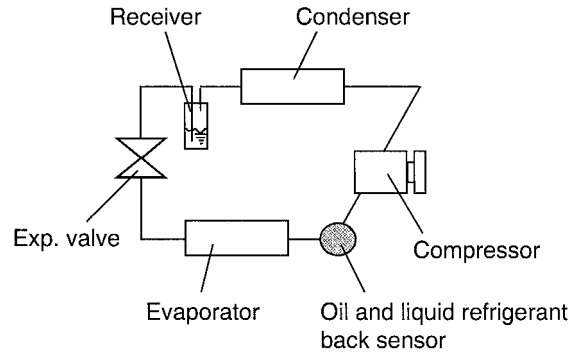 Receiver
Condenser
Exp. valve
Compressor
Evaporator
Oil and liquid refrigerant
back sensor